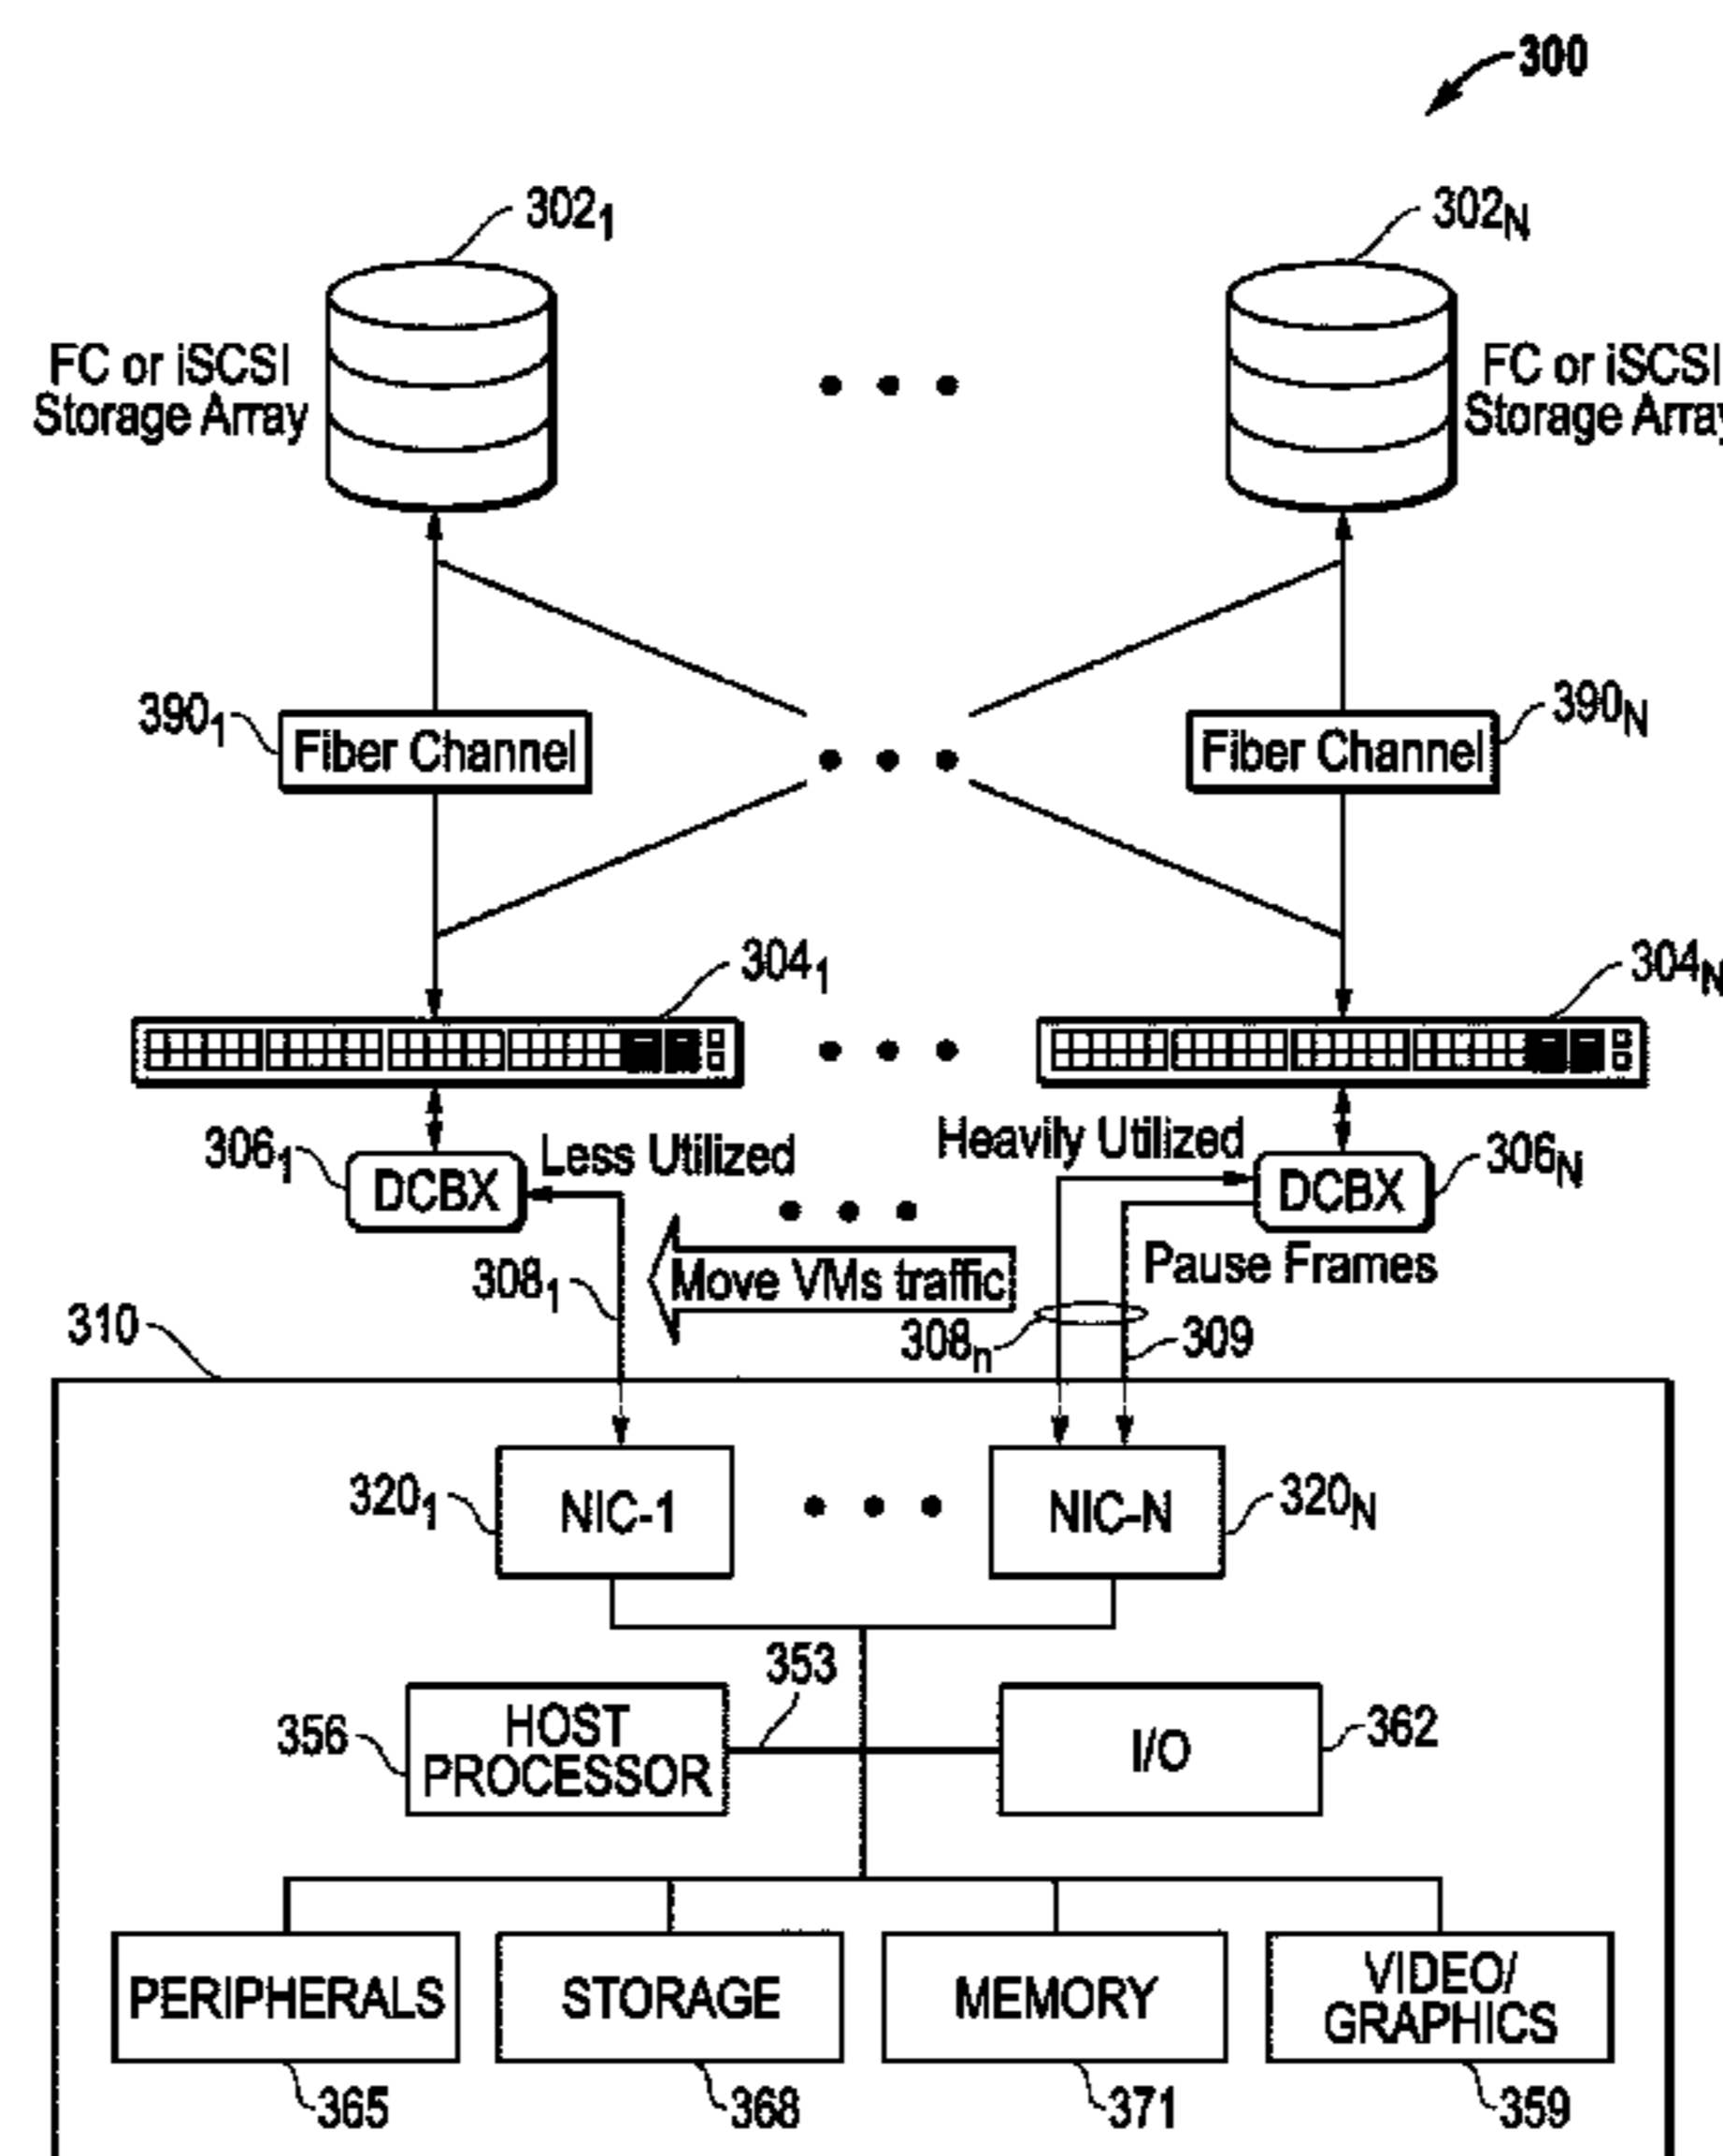 300
302₁
302N
FC or iSCSI
Storage Array
FC or iSCSI
Storage Array
390₁
Fiber Channel
Fiber Channel
390N
304₁
304N
306₁
DCBX
Less Utilized
Heavily Utilized
DCBX
306N
308₁
Move VMs traffic
Pause Frames
308n
309
310
320₁
NIC-1
NIC-N
320N
353
356
HOST
PROCESSOR
I/O
362
PERIPHERALS
STORAGE
MEMORY
VIDEO/
GRAPHICS
365
368
371
359